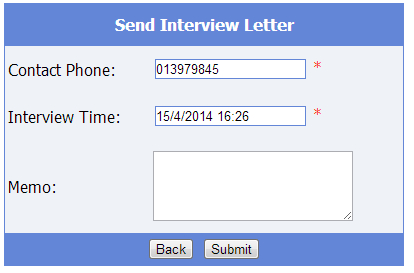 Send Interview Letter
Contact Phone: 013979845 *
Interview Time: 15/4/2014 16:26 *
Memo:
Back Submit